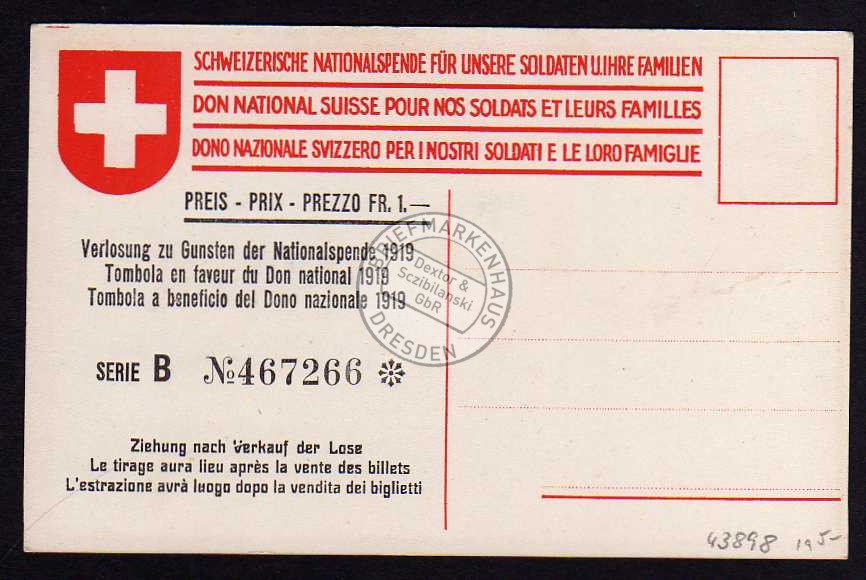 SCHWEIZERISCHE NATIONALSPENDE FÜR UNSERE SOLDATEN U. IHRE FAMILIEN
DON NATIONAL SUISSE POUR NOS SOLDATS ET LEURS FAMILLES
DONO NAZIONALE SVIZZERO PER I NOSTRI SOLDATI E LE LORO FAMIGLIE
PREIS - PRIX - PREZZO FR. 1.—
Verlosung zu Gunsten der Nationalspende 1919
Tombola en faveur du Don national 1919
Tombola a beneficio del Dono nazionale 1919
BRIEFMARKENHAUS
Dextor &
Sczibilanski
GbR
DRESDEN
SERIE B №467266
Ziehung nach Verkauf der Lose
Le tirage aura lieu après la vente des billets
L'estrazione avrà luogo dopo la vendita dei biglietti
43898